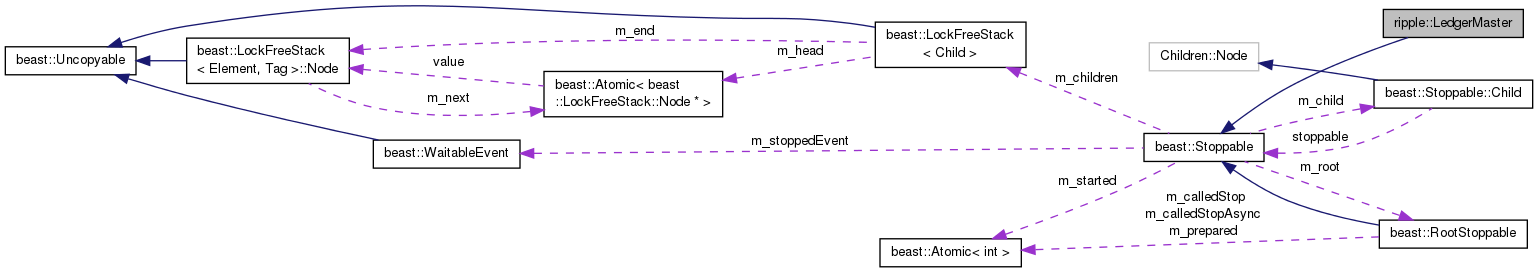 ripple::LedgerMaster
beast::LockFreeStack
< Child >
m_end
beast::LockFreeStack
< Element, Tag >::Node
beast::Uncopyable
value
m_head
Children::Node
beast::Atomic< beast
::LockFreeStack::Node * >
m_next
m_children
m_child
beast::Stoppable::Child
stoppable
m_stoppedEvent
beast::WaitableEvent
beast::Stoppable
m_root
m_started
m_calledStop
m_calledStopAsync
m_prepared
beast::RootStoppable
beast::Atomic< int >